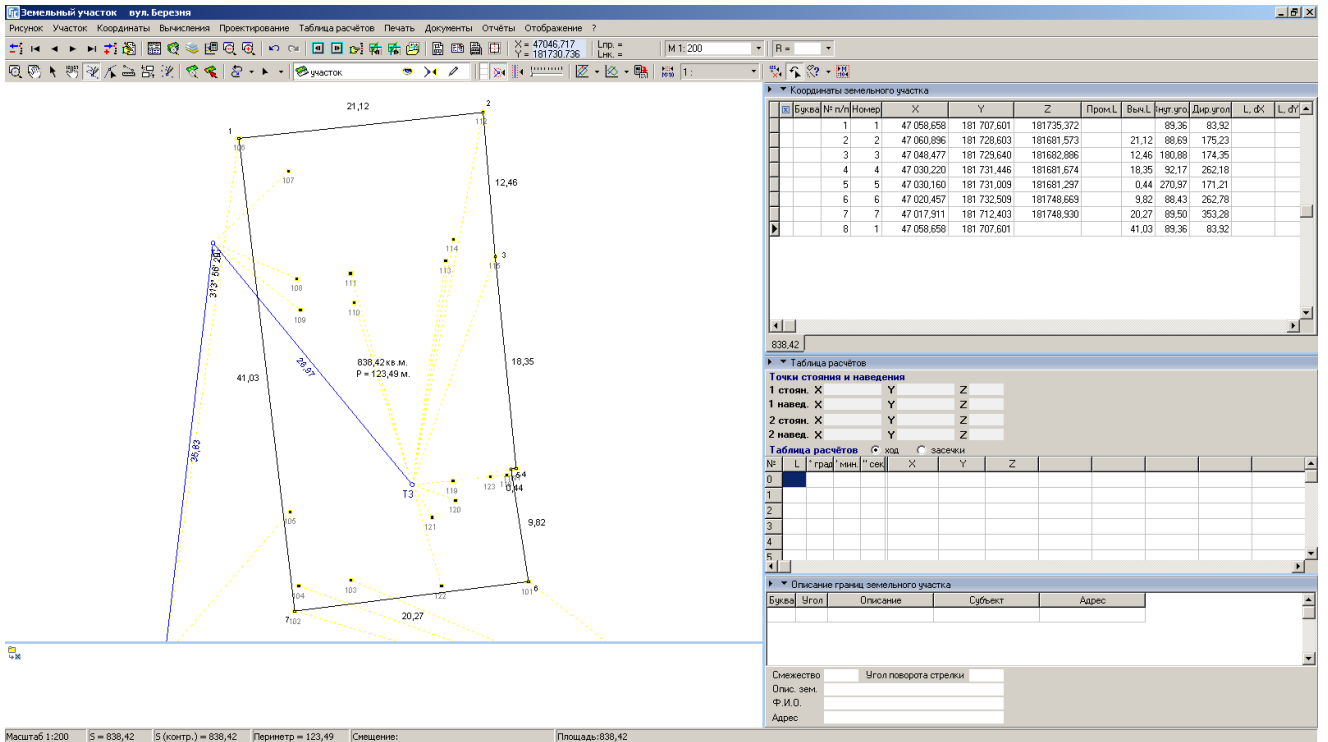 Земельный участок вул. Березня
Рисунок Участок Координаты Вычисления Проектирование Таблица расчётов Печать Документы Отчёты Отображение ?
X = 47046,717 Lпр. =
Y = 181730.736 Lнк. =
M 1: 200
R =
участок
1 :
21,12
1
2
106
112
107
12,46
114
3
113
115
313° 56' 20"
108
111
109
110
28,97
838,42 кв.м.
P = 123,49 м.
18,35
41,03
35,83
T3
119
123
54
0,44
120
121
105
9,82
104
103
122
101
6
7
102
20,27
Координаты земельного участка
Буква № п/п Номер X Y Z Пром.L Выч.L Внут.уго. Дир.угол L, dX L, dY
1 1 47 058,658 181 707,601 181735,372 89,36 83,92
2 2 47 060,896 181 728,603 181681,573 21,12 88,69 175,23
3 3 47 048,477 181 729,640 181682,886 12,46 180,88 174,35
4 4 47 030,220 181 731,446 181681,674 18,35 92,17 262,18
5 5 47 030,160 181 731,009 181681,297 0,44 270,97 171,21
6 6 47 020,457 181 732,509 181748,669 9,82 88,43 262,78
7 7 47 017,911 181 712,403 181748,930 20,27 89,50 353,28
8 1 47 058,658 181 707,601 41,03 89,36 83,92
838,42
Таблица расчётов
Точки стояния и наведения
1 стоян. X Y Z
1 навед. X Y Z
2 стоян. X Y Z
2 навед. X Y Z
Таблица расчётов ход засечки
№ L ° град ' мин. '' сек X Y Z
0
1
2
3
4
5
Описание границ земельного участка
Буква Угол Описание Субъект Адрес
Смежество Угол поворота стрелки
Опис. зем.
Ф.И.О.
Адрес
Масштаб 1:200 S = 838,42 S (контр.) = 838,42 Периметр = 123,49 Смещение: Площадь:838,42